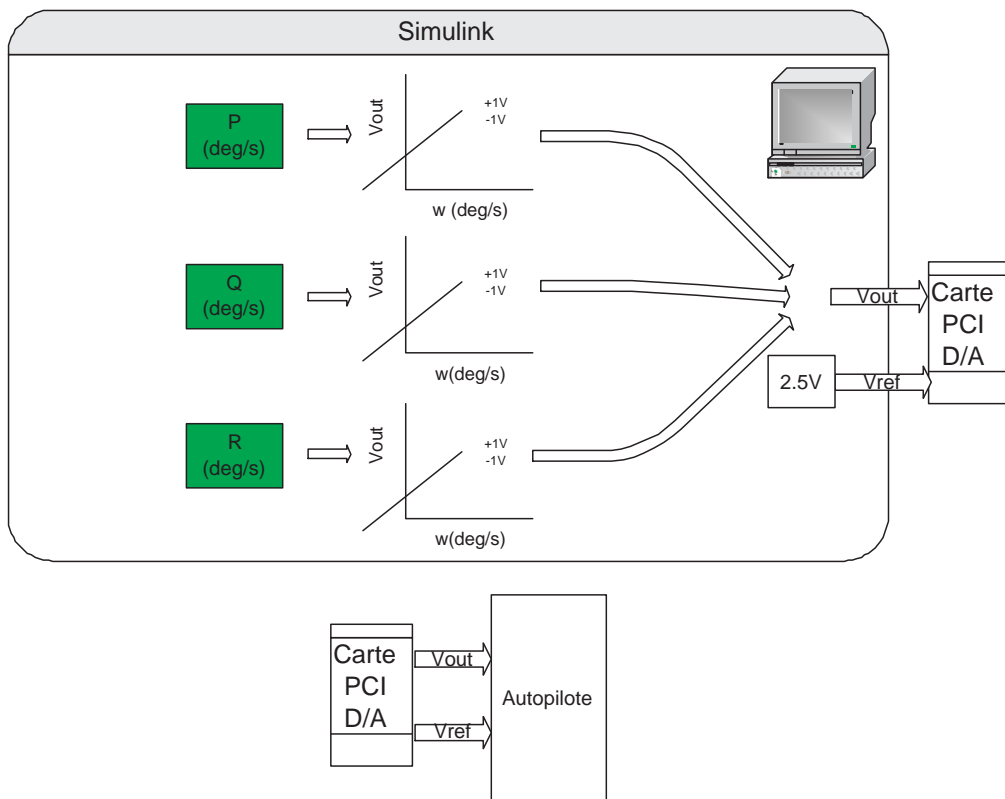 Simulink
P
(deg/s)
Vout
+1V
-1V
w (deg/s)
Q
(deg/s)
Vout
+1V
-1V
w(deg/s)
R
(deg/s)
Vout
+1V
-1V
w(deg/s)
Vout
2.5V
Vref
Carte
PCI
D/A
Carte
PCI
D/A
Vout
Vref
Autopilote